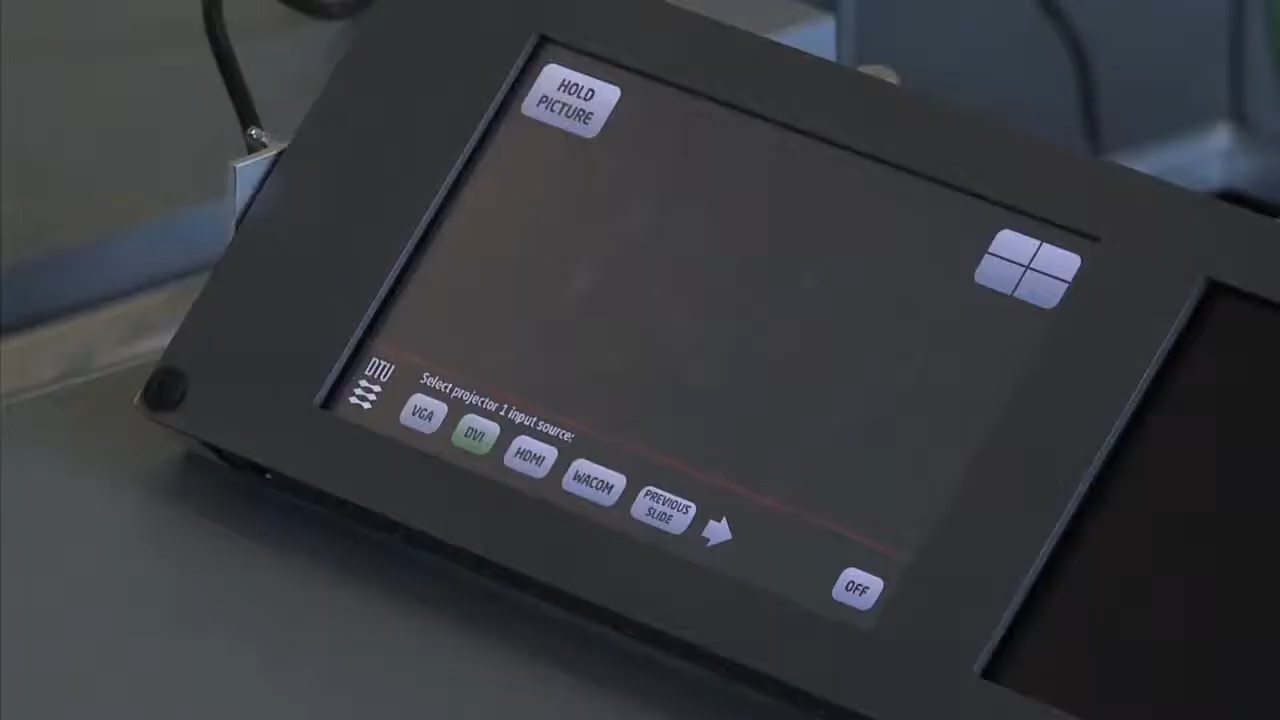 HOLD
PICTURE
DTU
Select projector 1 input source:
VGA
DVI
HDMI
WACOM
PREVIOUS
SLIDE
OFF